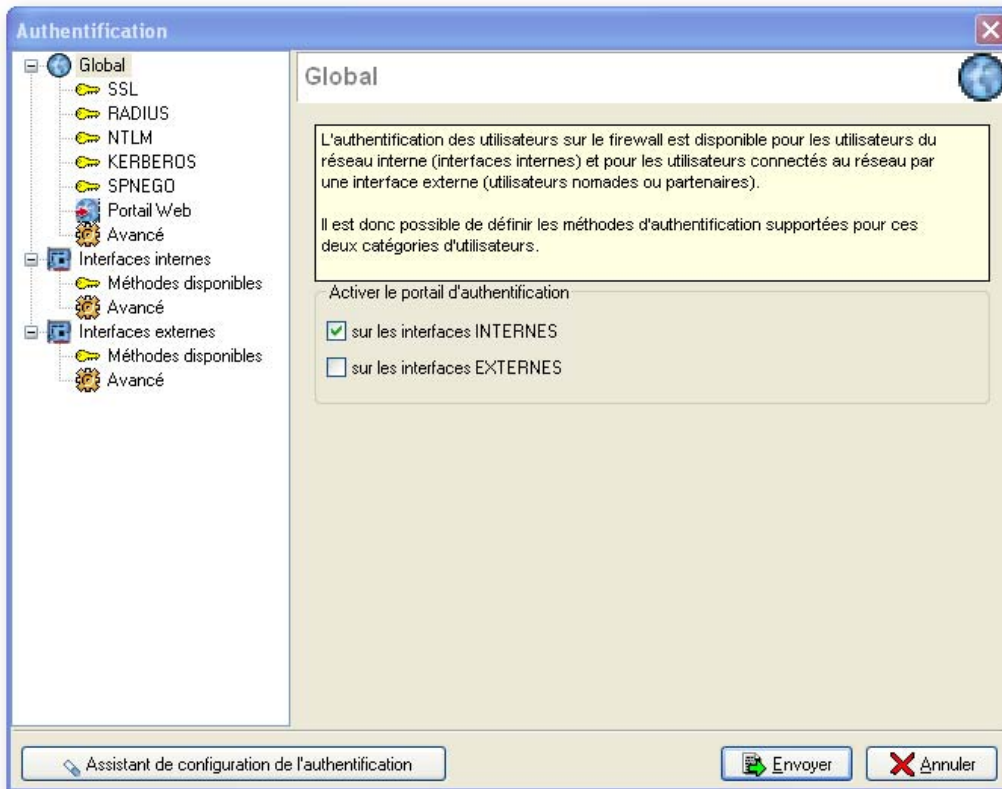 Authentification
Global
SSL
RADIUS
NTLM
KERBEROS
SPNEGO
Portail Web
Avancé
Interfaces internes
Méthodes disponibles
Avancé
Interfaces externes
Méthodes disponibles
Avancé
Global
L'authentification des utilisateurs sur le firewall est disponible pour les utilisateurs du
réseau interne (interfaces internes) et pour les utilisateurs connectés au réseau par
une interface externe (utilisateurs nomades ou partenaires).
Il est donc possible de définir les méthodes d'authentification supportées pour ces
deux catégories d'utilisateurs.
Activer le portail d'authentification
sur les interfaces INTERNES
sur les interfaces EXTERNES
Assistant de configuration de l'authentification
Envoyer
Annuler